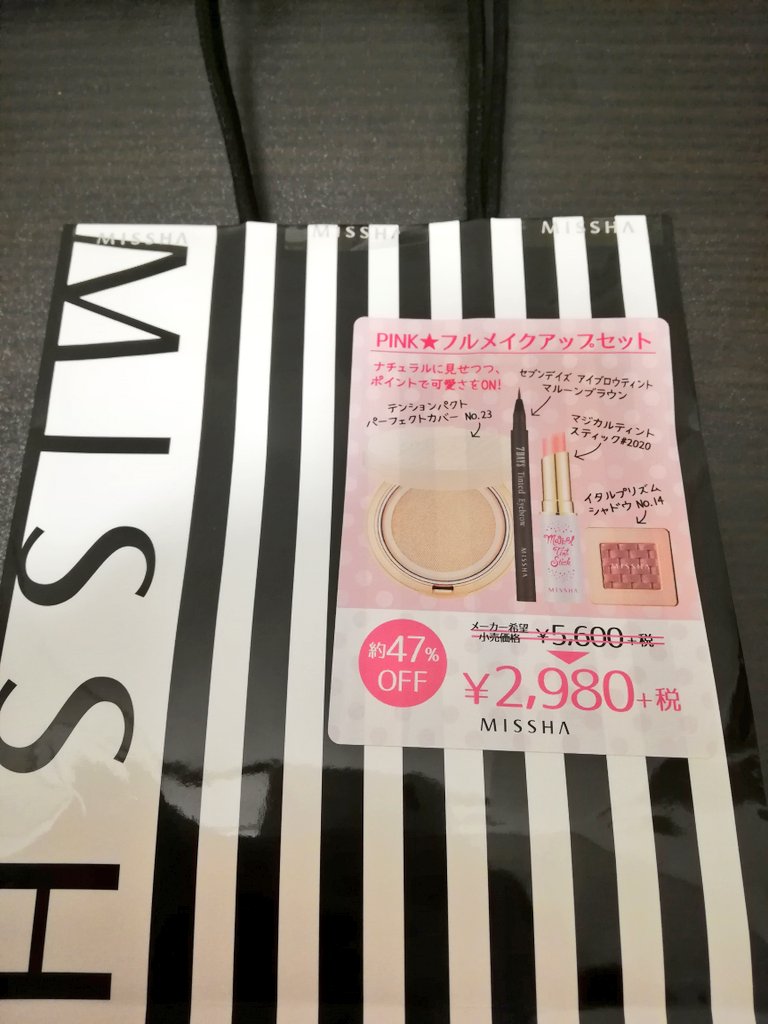 MISSHA MISSHA MISSHA
MISSH
PINK★フルメイクアップセット
ナチュラルに見せつつ、
ポイントで可愛さをON!
セブンデイズ アイブロウティント
マルーンブラウン
テンションパクト
パーフェクトカバー No.23
マジカルティント
スティック#2020
イタルプリズム
シャドウ No.14
7DAYS Tinted Eyebrow MISSHA
Magical
Tint
Stick
MISSHA
MISSHA
約47%
OFF
メーカー希望
小売価格 ¥5,600+税
¥2,980+税
MISSHA